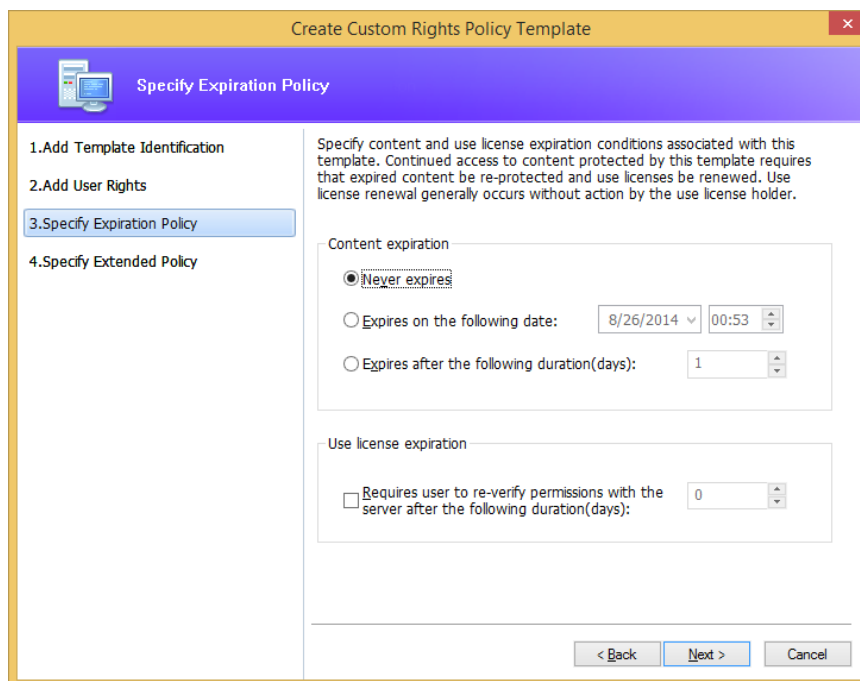 Create Custom Rights Policy Template
Specify Expiration Policy
1.Add Template Identification
2.Add User Rights
3.Specify Expiration Policy
4.Specify Extended Policy
Specify content and use license expiration conditions associated with this
template. Continued access to content protected by this template requires
that expired content be re-protected and use licenses be renewed. Use
license renewal generally occurs without action by the use license holder.
Content expiration
Never expires
Expires on the following date: 8/26/2014 00:53
Expires after the following duration(days): 1
Use license expiration
Requires user to re-verify permissions with the
server after the following duration(days): 0
< Back Next > Cancel